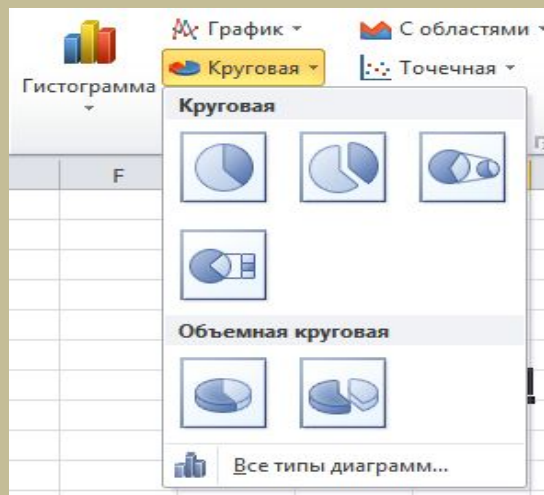 График
С областями
Круговая
Точечная
Гистограмма
Круговая
F
Объемная круговая
!
Все типы диаграмм...